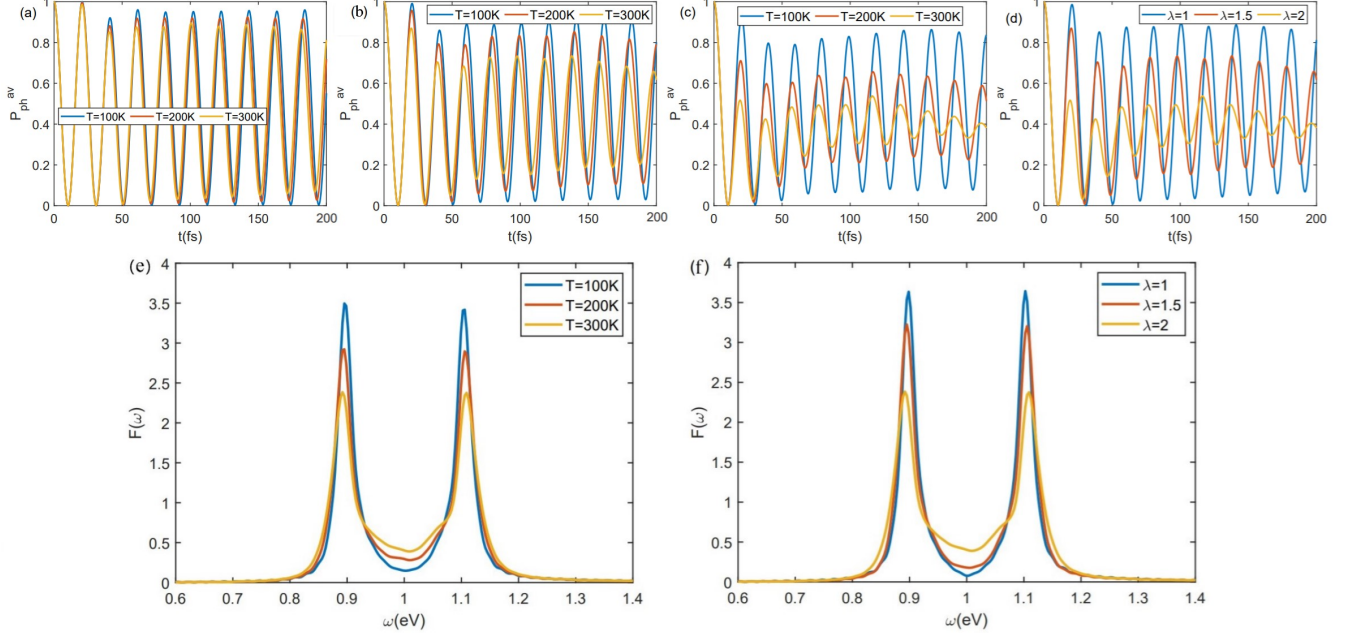 (a)
P_ph^av
1
0.8
0.6
0.4
0.2
0
T=100K T=200K T=300K
0 50 100 150 200
t(fs)
(b)
P_ph^av
1
0.8
0.6
0.4
0.2
0
T=100K T=200K T=300K
0 50 100 150 200
t(fs)
(c)
P_ph^av
1
0.8
0.6
0.4
0.2
0
T=100K T=200K T=300K
0 50 100 150 200
t(fs)
(d)
P_ph^av
1
0.8
0.6
0.4
0.2
0
λ=1 λ=1.5 λ=2
0 50 100 150 200
t(fs)
(e)
F(ω)
4
3.5
3
2.5
2
1.5
1
0.5
0
T=100K
T=200K
T=300K
0.6 0.7 0.8 0.9 1 1.1 1.2 1.3 1.4
ω(eV)
(f)
F(ω)
4
3.5
3
2.5
2
1.5
1
0.5
0
λ=1
λ=1.5
λ=2
0.6 0.7 0.8 0.9 1 1.1 1.2 1.3 1.4
ω(eV)